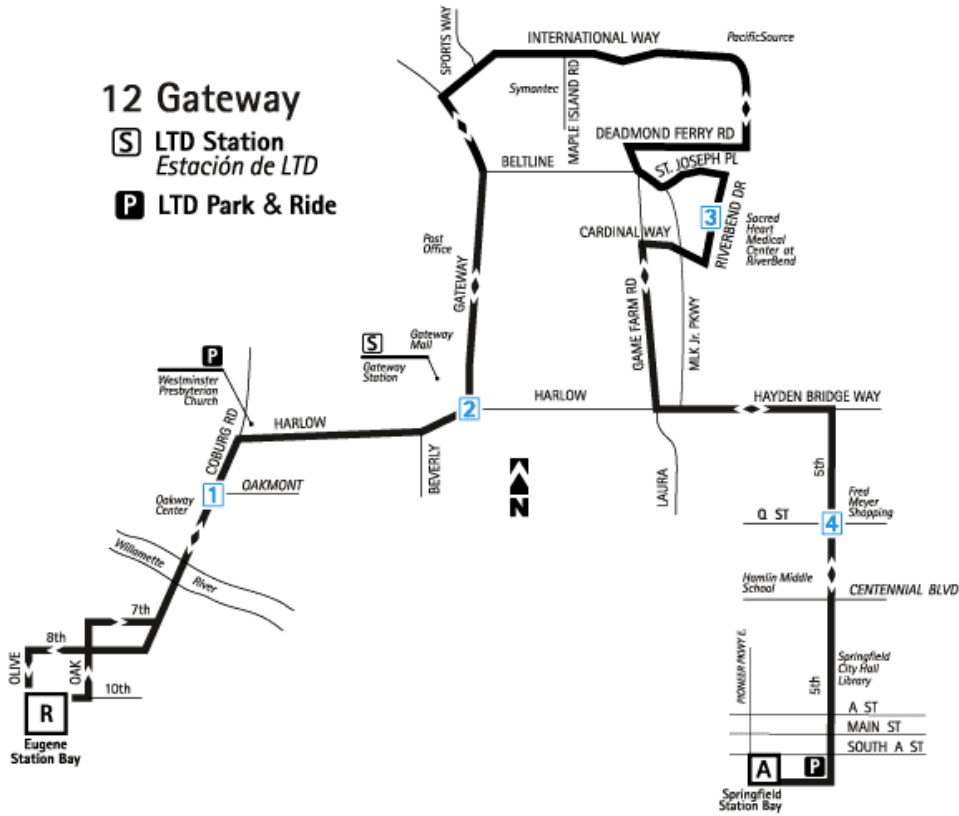 INTERNATIONAL WAY
PacificSource
SPORTS WAY
12 Gateway
Symantec
MAPLE ISLAND RD
S LTD Station
Estación de LTD
DEADMOND FERRY RD
BELTLINE
ST. JOSEPH PL
P LTD Park & Ride
3
RIVERBEND DR
Sacred
Heart
Medical
Center at
RiverBend
CARDINAL WAY
Post
Office
GATEWAY
GAME FARM RD
MLK Jr. PKWY
S
Gateway
Mall
Gateway
Station
P
Westminster
Presbyterian
Church
2
HARLOW
HAYDEN BRIDGE WAY
COBURG RD
HARLOW
BEVERLY
LAURA
5th
N
1
OAKMONT
Oakway
Center
Fred
Meyer
Shopping
Q ST
4
Willamette
River
Hamlin Middle
School
CENTENNIAL BLVD
7th
8th
OLIVE
OAK
10th
R
Eugene
Station Bay
PIONEER PKWY E.
5th
Springfield
City Hall
Library
A ST
MAIN ST
SOUTH A ST
A
P
Springfield
Station Bay